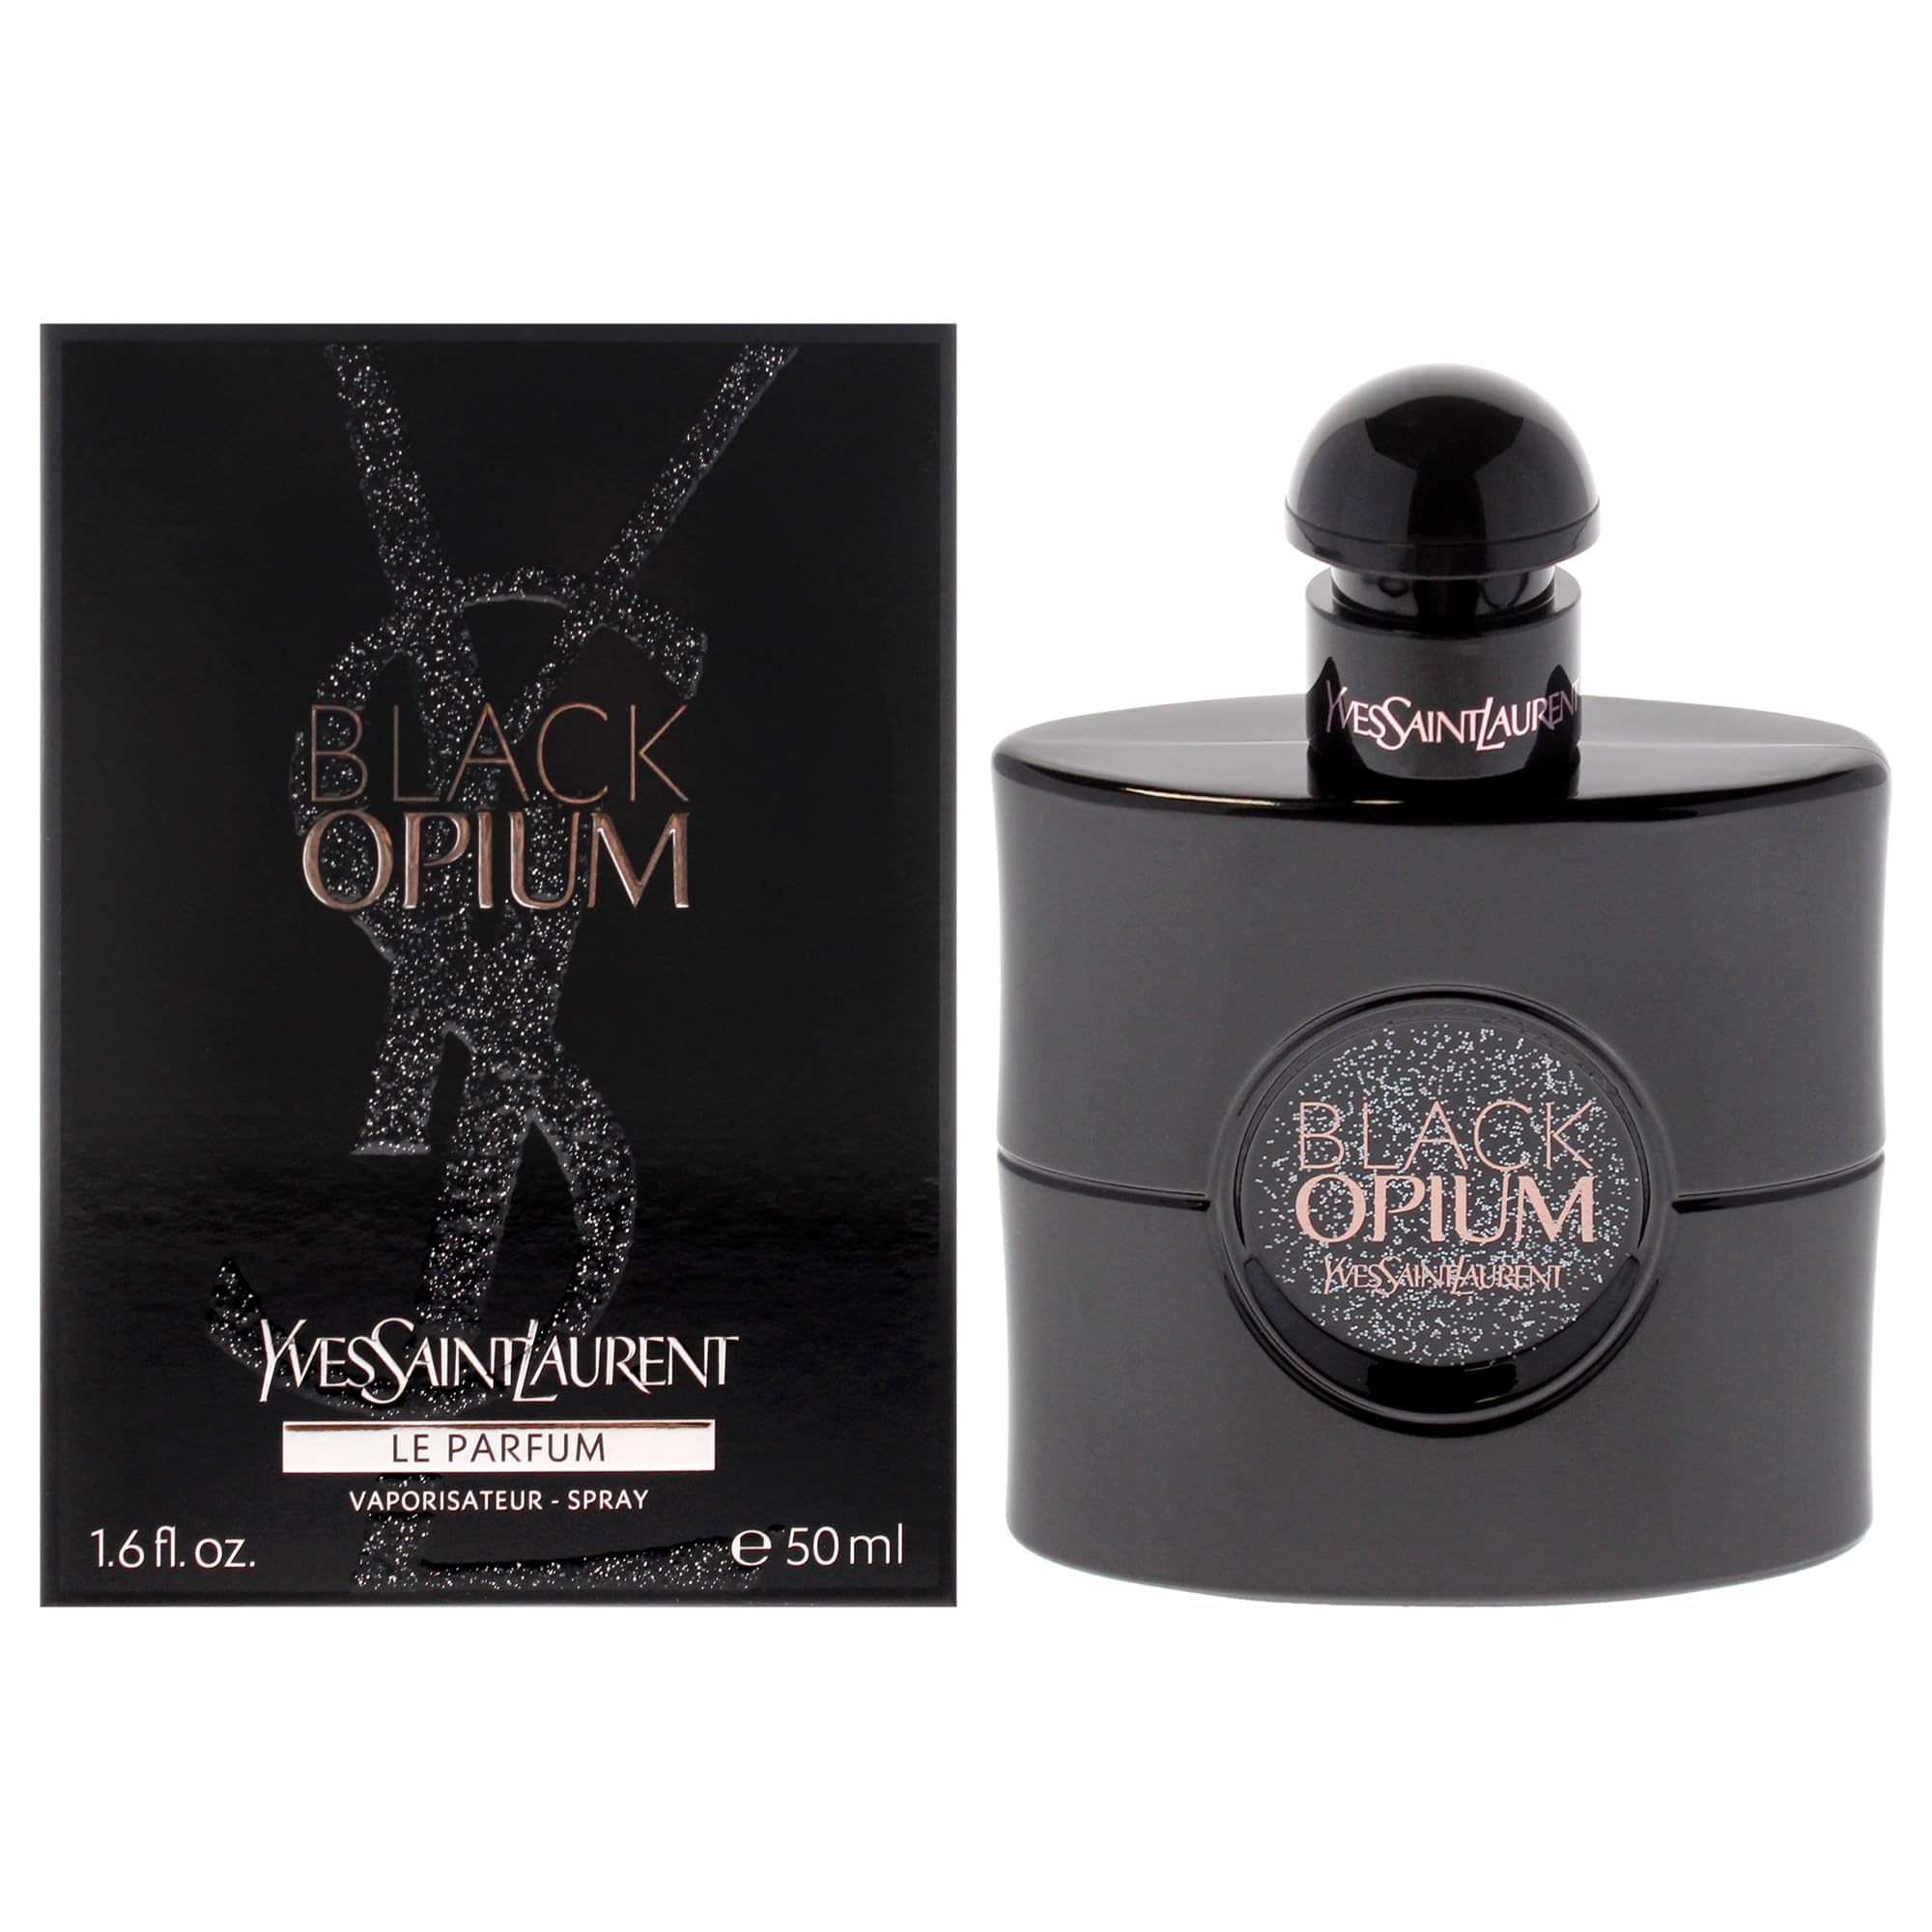 BLACK
OPIUM
YVESSAINTLAURENT
LE PARFUM
VAPORISATEUR - SPRAY
1.6 fl. oz. ℮ 50 ml
YVESSAINTLAURENT
BLACK
OPIUM
YVESSAINTLAURENT